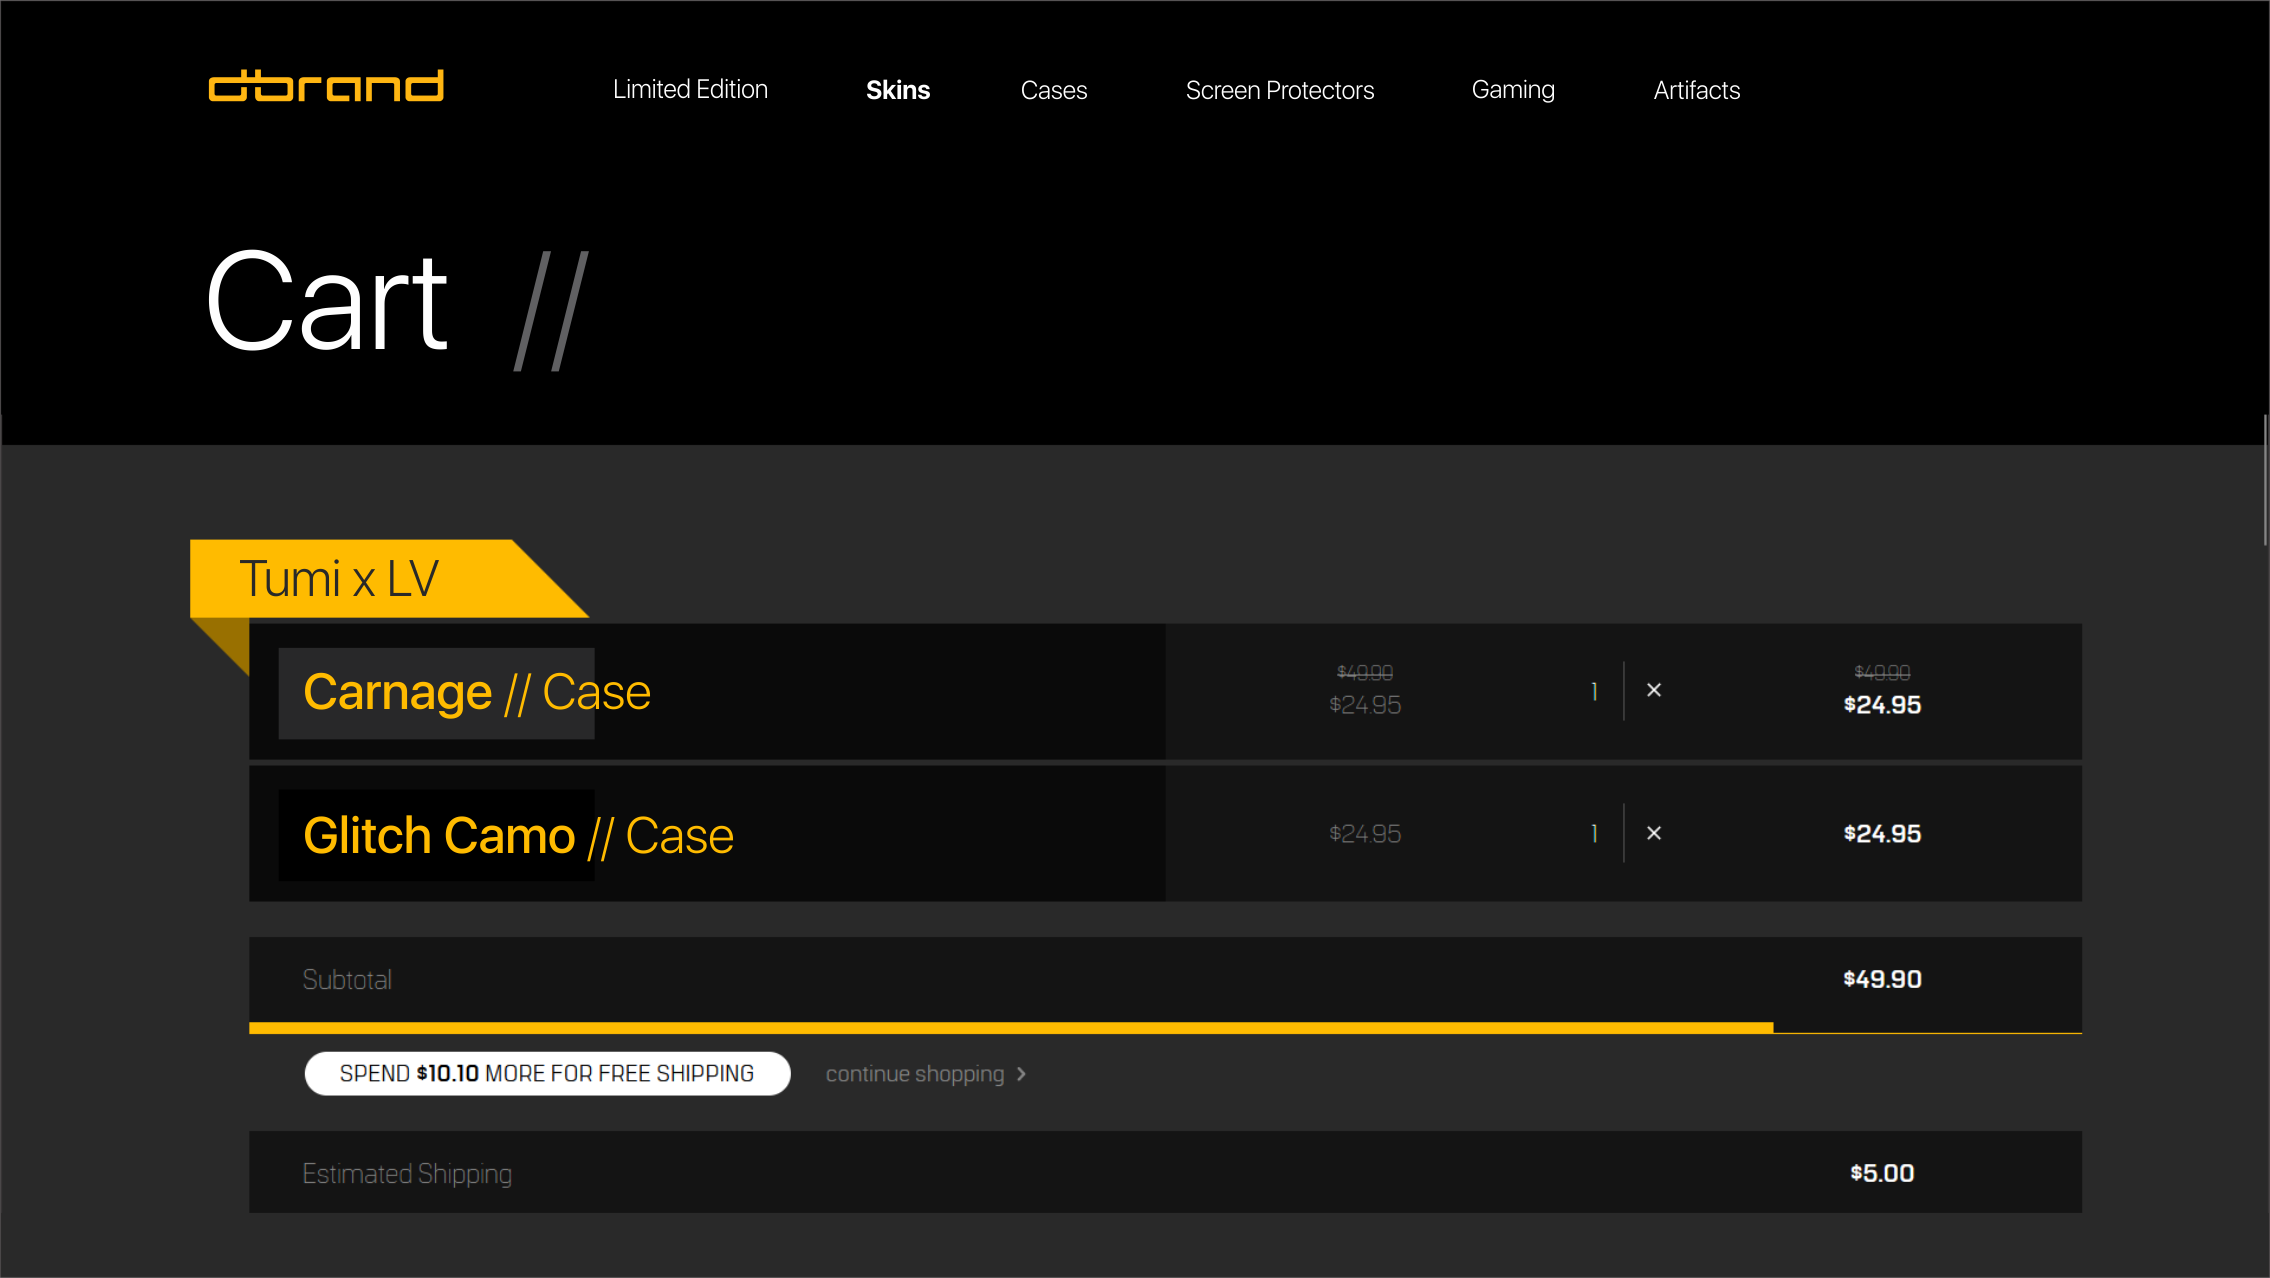 dbrand
Limited Edition
Skins
Cases
Screen Protectors
Gaming
Artifacts
Cart //
Tumi x LV
Carnage // Case
$49.90
$24.95
1
×
$49.90
$24.95
Glitch Camo // Case
$24.95
1
×
$24.95
Subtotal
$49.90
SPEND $10.10 MORE FOR FREE SHIPPING
continue shopping >
Estimated Shipping
$5.00